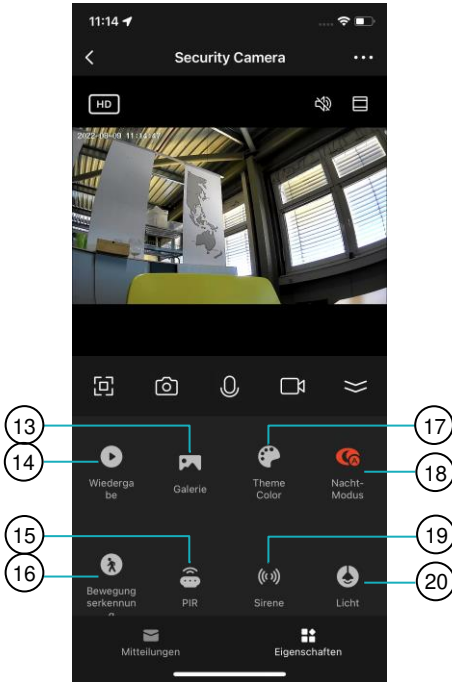 11:14
Security Camera
HD
2022-09-09 11:14:47
13
14
17
18
Wiederga
be
Galerie
Theme
Color
Nacht-
Modus
15
16
19
20
Bewegung
serkennun
g
PIR
Sirene
Licht
Mitteilungen
Eigenschaften